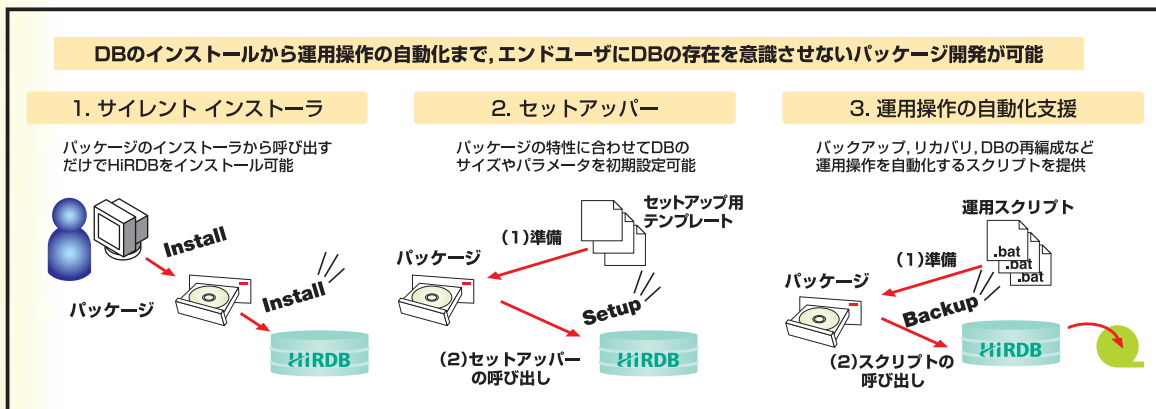 DBのインストールから運用操作の自動化まで，エンドユーザにDBの存在を意識させないパッケージ開発が可能
1. サイレント インストーラ
パッケージのインストーラから呼び出す
だけでHiRDBをインストール可能
Install
パッケージ
Install
HiRDB
2. セットアッパー
パッケージの特性に合わせてDBの
サイズやパラメータを初期設定可能
セットアップ用
テンプレート
(1)準備
パッケージ
Setup
HiRDB
(2)セットアッパー
の呼び出し
3. 運用操作の自動化支援
バックアップ，リカバリ，DBの再編成など
運用操作を自動化するスクリプトを提供
運用スクリプト
.bat
.bat
.bat
(1)準備
パッケージ
Backup
HiRDB
(2)スクリプトの
呼び出し